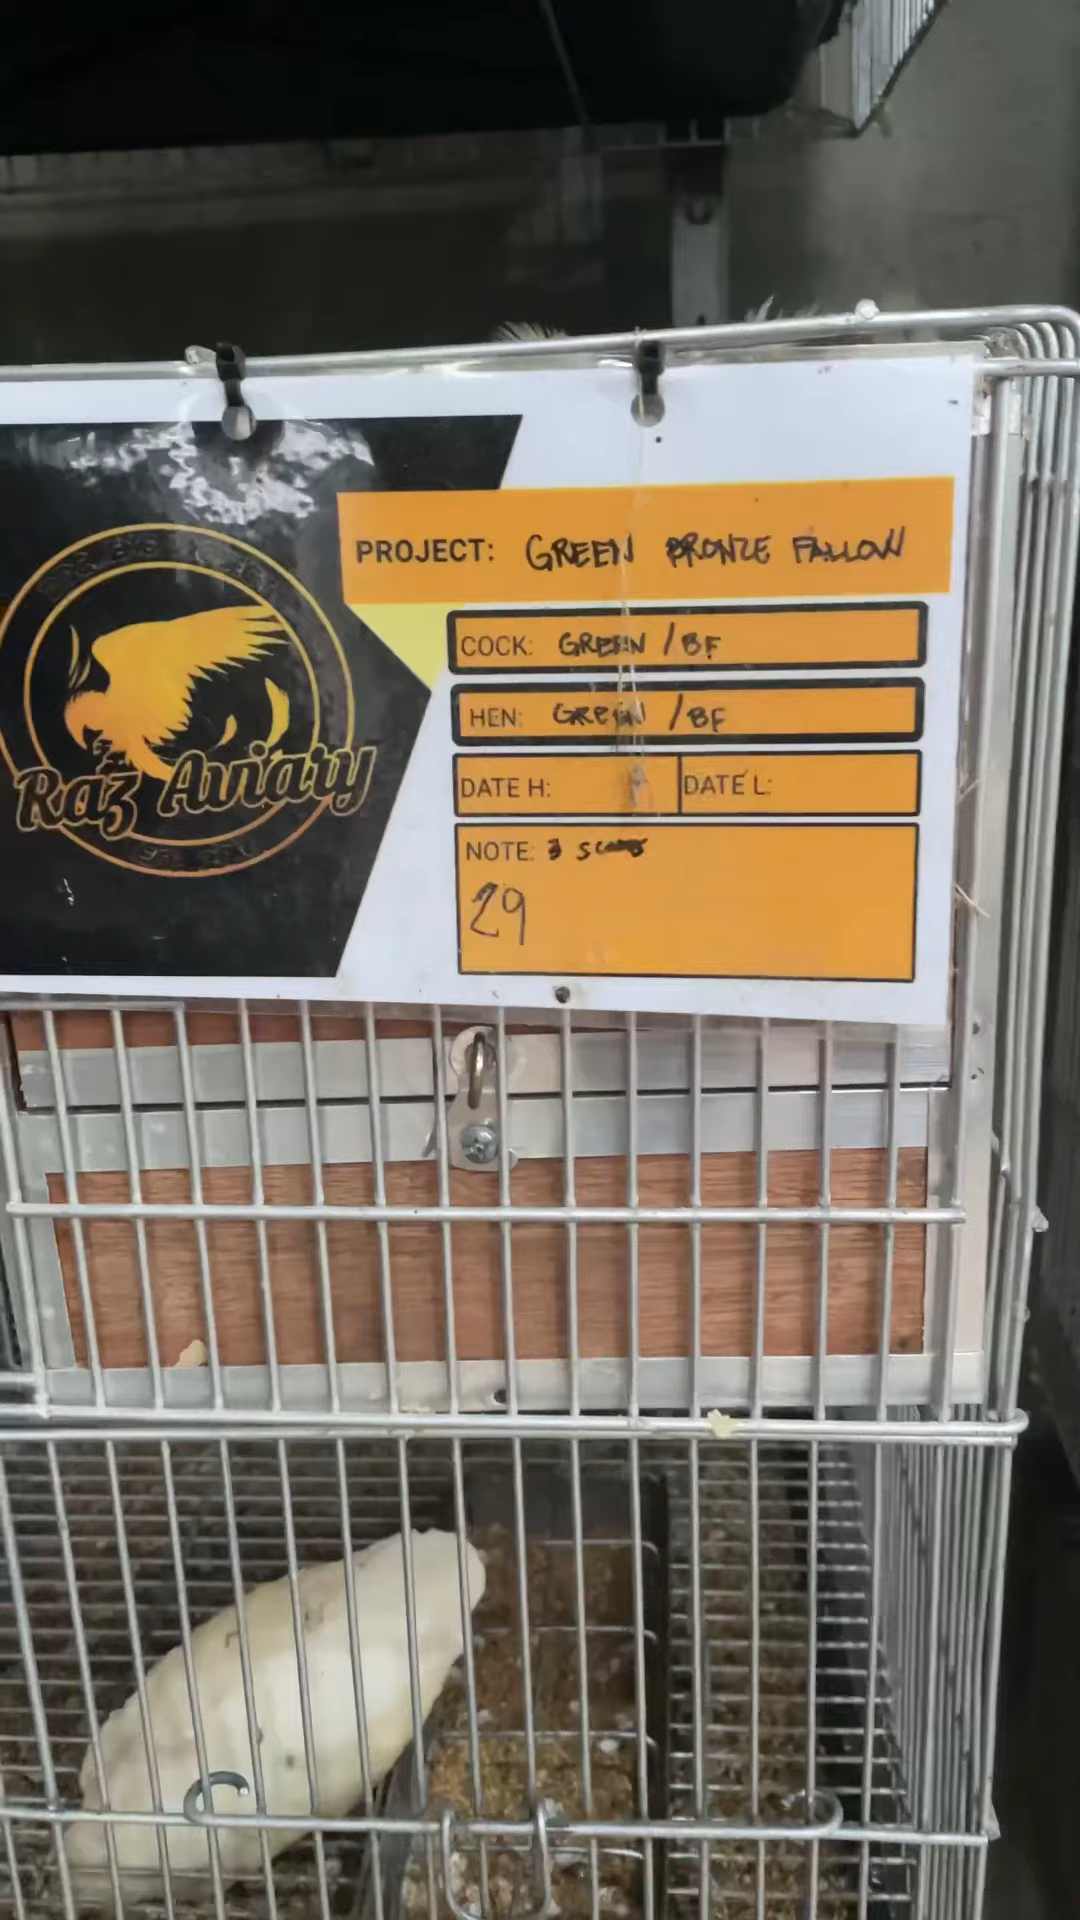 PROJECT: GREEN BRONZE FALLOW
COCK: GREEN /BF
HEN: GREEN /BF
DATE H: DATE L:
NOTE: 3
29
Raz Aviary